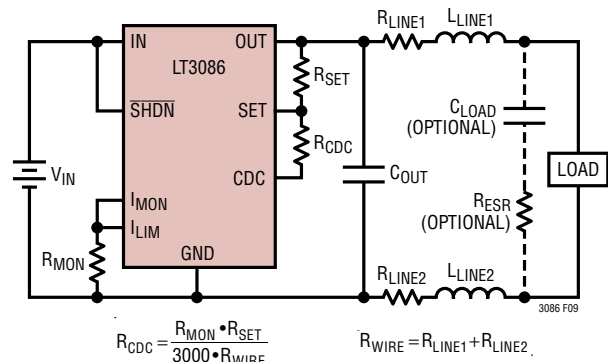 IN
OUT
LT3086
SHDN
SET
CDC
IMON
ILIM
GND
VIN
RMON
RSET
RCDC
COUT
RLINE1
LLINE1
CLOAD
(OPTIONAL)
LOAD
RESR
(OPTIONAL)
RLINE2
LLINE2
3086 F09
RCDC = RMON • RSET / 3000 • RWIRE
RWIRE = RLINE1 + RLINE2